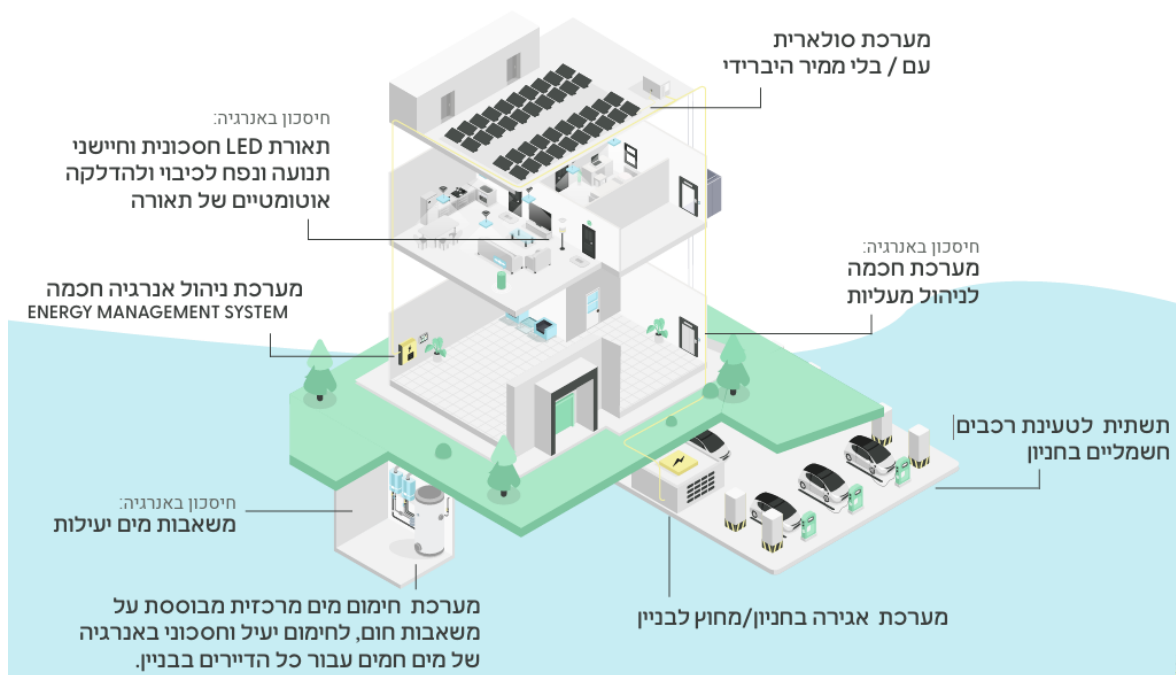 מערכת סולארית
עם / בלי ממיר היברידי
חיסכון באנרגיה:
תאורת LED חסכונית וחיישני
תנועה ונפח לכיבוי ולהדלקה
אוטומטיים של תאורה
חיסכון באנרגיה:
מערכת חכמה
לניהול מעליות
מערכת ניהול אנרגיה חכמה
ENERGY MANAGEMENT SYSTEM
תשתית לטעינת רכבים
חשמליים בחניון
חיסכון באנרגיה:
משאבות מים יעילות
מערכת אגירה בחניון/מחוץ לבניין
מערכת חימום מים מרכזית מבוססת על
משאבות חום, לחימום יעיל וחסכוני באנרגיה
של מים חמים עבור כל הדיירים בבניין.